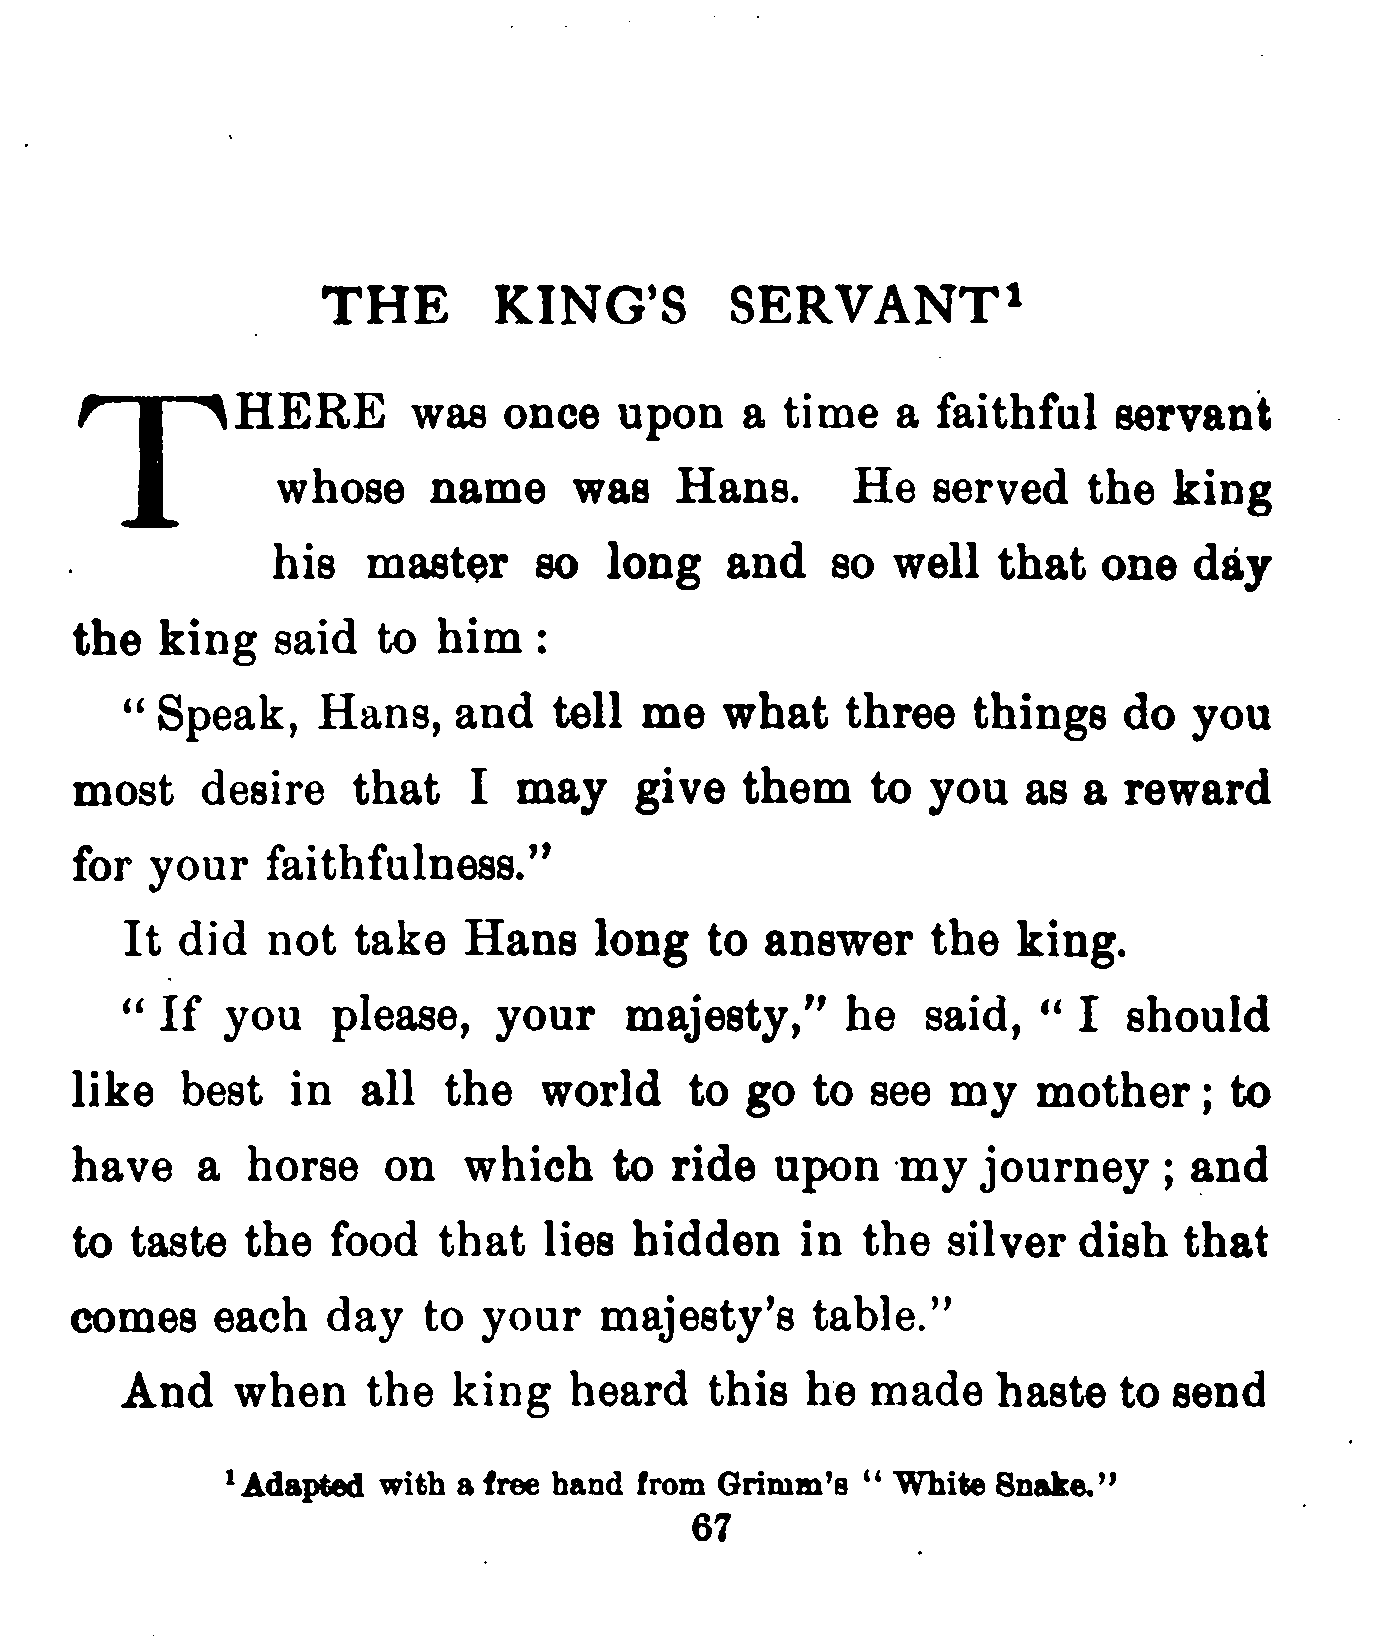 THE KING'S SERVANT¹
THERE was once upon a time a faithful servant
whose name was Hans. He served the king
his master so long and so well that one day
the king said to him :
“ Speak, Hans, and tell me what three things do you
most desire that I may give them to you as a reward
for your faithfulness.”
It did not take Hans long to answer the king.
“ If you please, your majesty,” he said, “ I should
like best in all the world to go to see my mother ; to
have a horse on which to ride upon my journey ; and
to taste the food that lies hidden in the silver dish that
comes each day to your majesty's table.”
And when the king heard this he made haste to send
¹ Adapted with a free hand from Grimm's “ White Snake.”
67